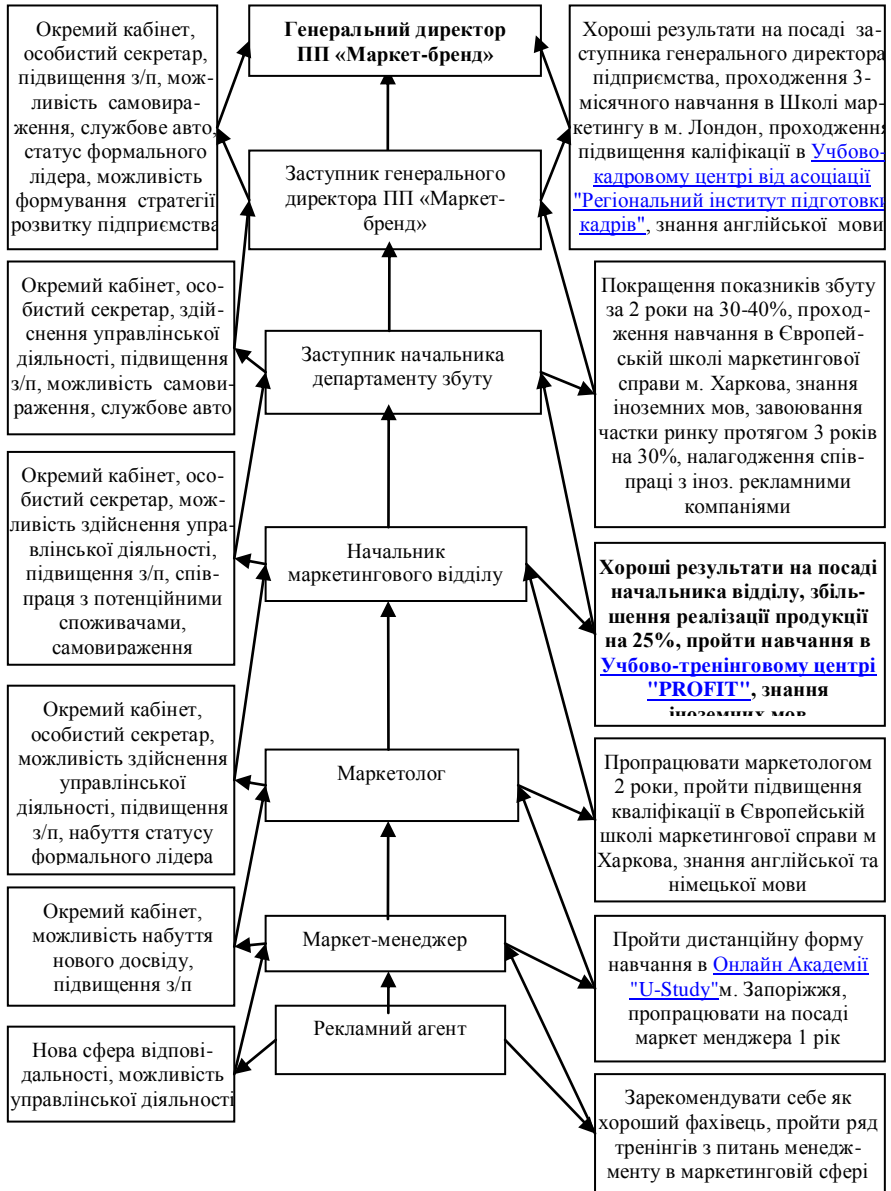 Окремий кабінет,
особистий секретар,
підвищення з/п, мож-
ливість самовира-
ження, службове авто,
статус формального
лідера, можливість
формування стратегії
розвитку підприємства
Генеральний директор
ПП «Маркет-бренд»
Хороші результати на посаді за-
ступника генерального директора
підприємства, проходження 3-
місячного навчання в Школі мар-
кетингу в м. Лондон, проходження
підвищення каліфікації в Учбово-
кадровому центрі від асоціації
"Регіональний інститут підготовки
кадрів", знання англійської мови
Заступник генерального
директора ПП «Маркет-
бренд»
Окремий кабінет, осо-
бистий секретар, здій-
снення управлінської
діяльності, підвищення
з/п, можливість самови-
раження, службове авто
Заступник начальника
департаменту збуту
Покращення показників збуту
за 2 роки на 30-40%, проход-
ження навчання в Європей-
ській школі маркетингової
справи м. Харкова, знання
іноземних мов, завоювання
частки ринку протягом 3 років
на 30%, налагодження спів-
праці з іноз. рекламними
компаніями
Окремий кабінет, осо-
бистий секретар, мож-
ливість здійснення упра-
влінської діяльності,
підвищення з/п, спів-
праця з потенційними
споживачами,
самовираження
Начальник
маркетингового відділу
Хороші результати на посаді
начальника відділу, збіль-
шення реалізації продукції
на 25%, пройти навчання в
Учбово-тренінговому центрі
"PROFIT", знання
іноземних мов
Окремий кабінет,
особистий секретар,
можливість здійснення
управлінської
діяльності, підвищення
з/п, набуття статусу
формального лідера
Маркетолог
Пропрацювати маркетологом
2 роки, пройти підвищення
кваліфікації в Європейській
школі маркетингової справи м
Харкова, знання англійської та
німецької мови
Окремий кабінет,
можливість набуття
нового досвіду,
підвищення з/п
Маркет-менеджер
Пройти дистанційну форму
навчання в Онлайн Академії
"U-Study"м. Запоріжжя,
пропрацювати на посаді
маркет менджера 1 рік
Нова сфера відпові-
дальності, можливість
управлінської діяльності
Рекламний агент
Зарекомендувати себе як
хороший фахівець, пройти ряд
тренінгів з питань менедж-
менту в маркетинговій сфері